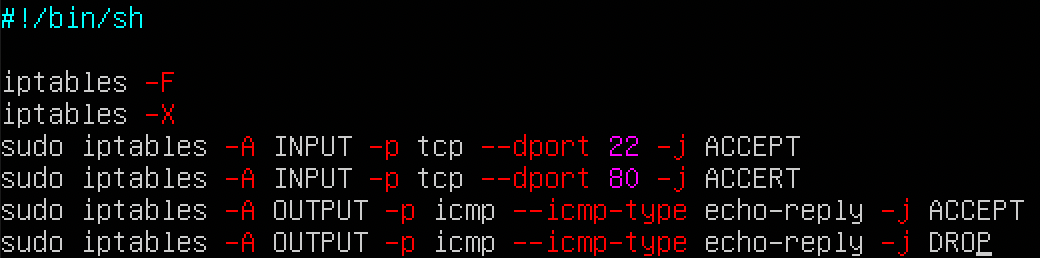 #!/bin/sh
iptables -F
iptables -X
sudo iptables -A INPUT -p tcp --dport 22 -j ACCEPT
sudo iptables -A INPUT -p tcp --dport 80 -j ACCERT
sudo iptables -A OUTPUT -p icmp --icmp-type echo-reply -j ACCEPT
sudo iptables -A OUTPUT -p icmp --icmp-type echo-reply -j DROP